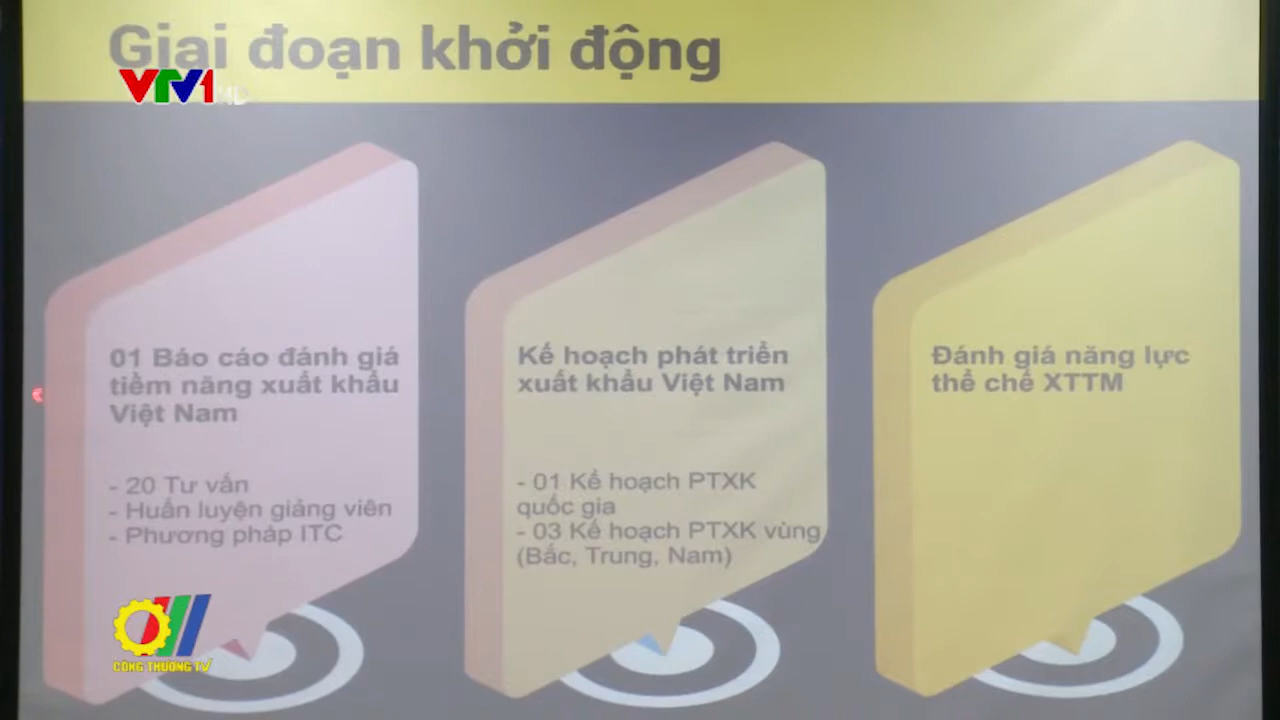 Giai đoạn khởi động
VTV1 HD
01 Báo cáo đánh giá
tiềm năng xuất khẩu
Việt Nam
- 20 Tư vấn
- Huấn luyện giảng viên
- Phương pháp ITC
Kế hoạch phát triển
xuất khẩu Việt Nam
- 01 Kế hoạch PTXK
quốc gia
- 03 Kế hoạch PTXK vùng
(Bắc, Trung, Nam)
Đánh giá năng lực
thể chế XTTM
CÔNG THƯƠNG TV